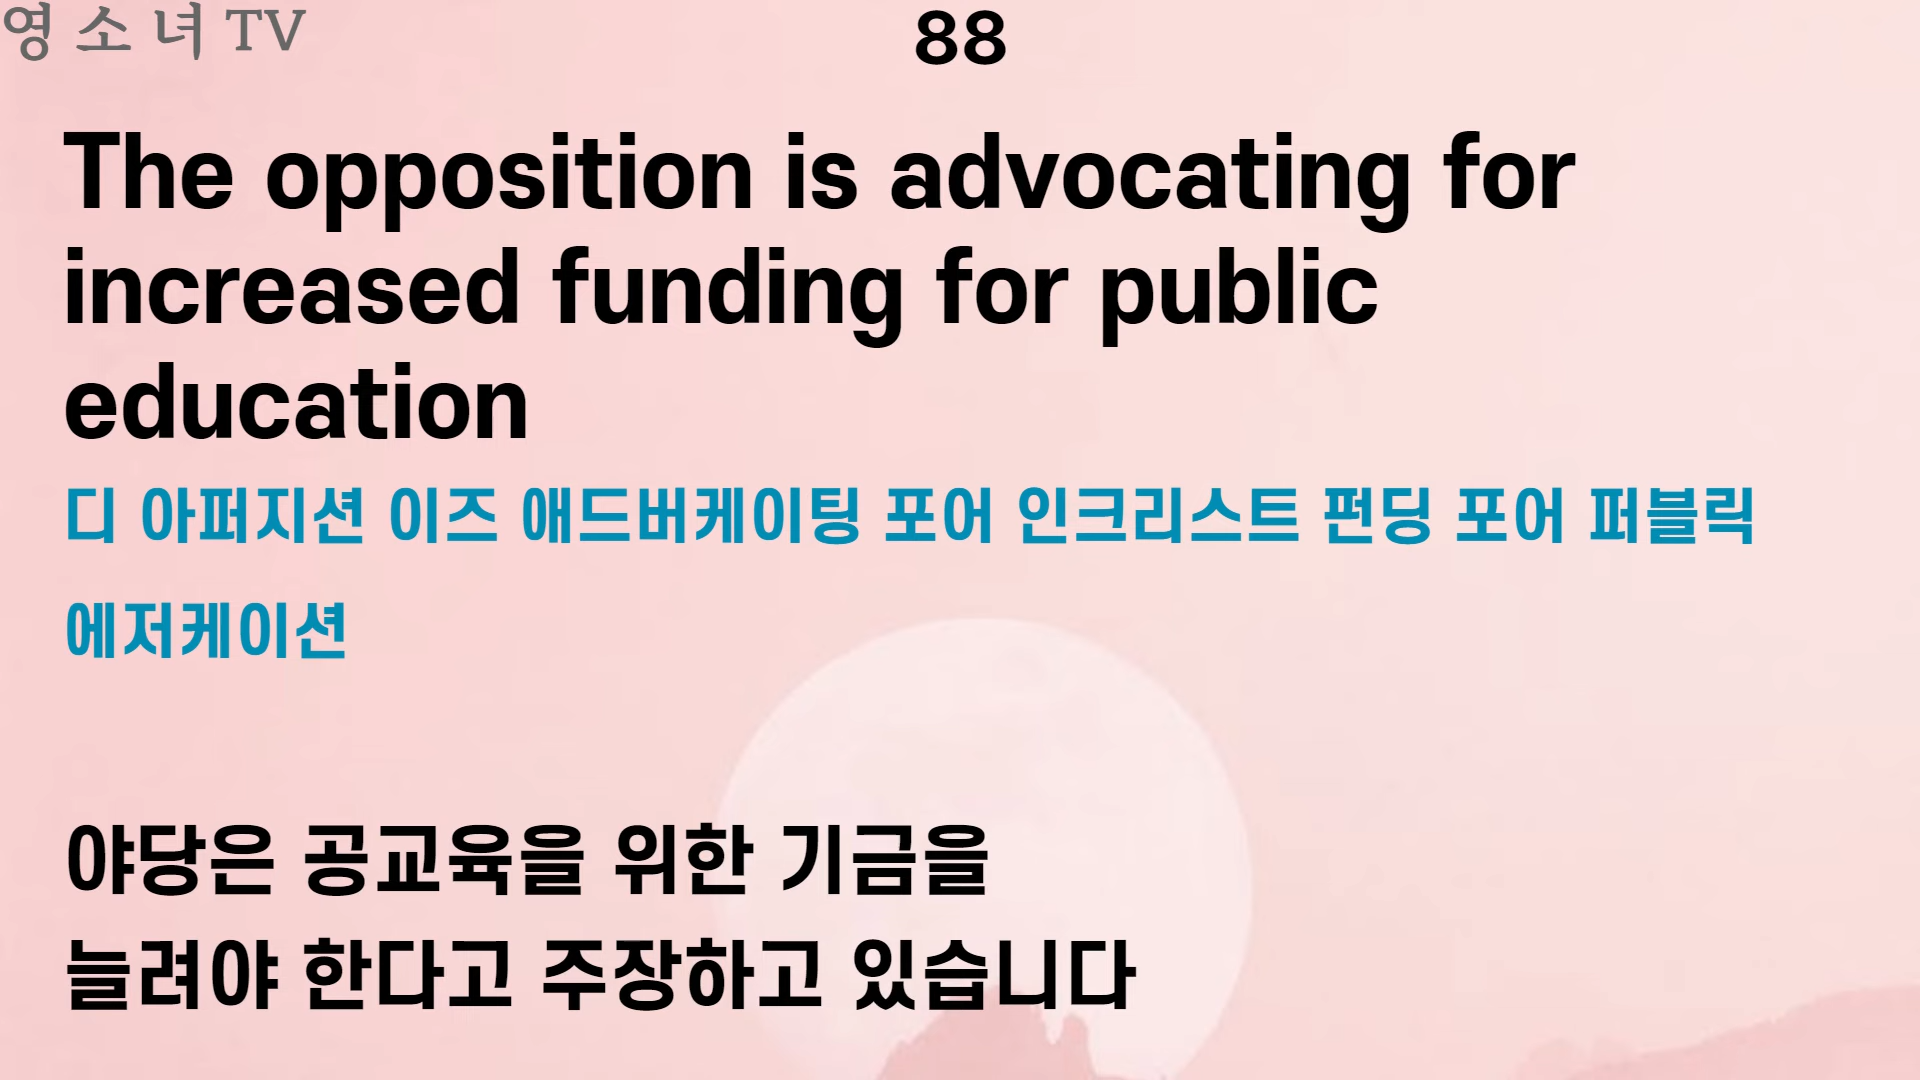 영소녀TV
88
The opposition is advocating for
increased funding for public
education
디 아퍼지션 이즈 애드버케이팅 포어 인크리스트 펀딩 포어 퍼블릭
에저케이션
야당은 공교육을 위한 기금을
늘려야 한다고 주장하고 있습니다